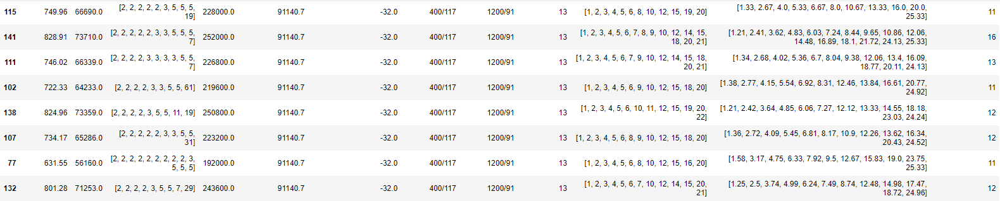 115 749.96 66690.0 [2, 2, 2, 2, 2, 3, 5, 5, 5, 19] 228000.0 91140.7 -32.0 400/117 1200/91 13 [1, 2, 3, 4, 5, 6, 8, 10, 12, 15, 19, 20] [1.33, 2.67, 4.0, 5.33, 6.67, 8.0, 10.67, 13.33, 16.0, 20.0, 25.33] 11
141 828.91 73710.0 [2, 2, 2, 2, 2, 3, 3, 5, 5, 5, 7] 252000.0 91140.7 -32.0 400/117 1200/91 13 [1, 2, 3, 4, 5, 6, 7, 8, 9, 10, 12, 14, 15, 18, 20, 21] [1.21, 2.41, 3.62, 4.83, 6.03, 7.24, 8.44, 9.65, 10.86, 12.06, 14.48, 16.89, 18.1, 21.72, 24.13, 25.33] 16
111 746.02 66339.0 [2, 2, 2, 2, 3, 3, 3, 3, 5, 5, 7] 226800.0 91140.7 -32.0 400/117 1200/91 13 [1, 2, 3, 4, 5, 6, 7, 9, 10, 12, 14, 15, 18, 20, 21] [1.34, 2.68, 4.02, 5.36, 6.7, 8.04, 9.38, 12.06, 13.4, 16.09, 18.77, 20.11, 24.13] 13
102 722.33 64233.0 [2, 2, 2, 2, 3, 3, 5, 5, 61] 219600.0 91140.7 -32.0 400/117 1200/91 13 [1, 2, 3, 4, 5, 6, 9, 10, 12, 15, 18, 20] [1.38, 2.77, 4.15, 5.54, 6.92, 8.31, 12.46, 13.84, 16.61, 20.77, 24.92] 11
138 824.96 73359.0 [2, 2, 2, 2, 3, 5, 5, 11, 19] 250800.0 91140.7 -32.0 400/117 1200/91 13 [1, 2, 3, 4, 5, 6, 10, 11, 12, 15, 19, 20, 22] [1.21, 2.42, 3.64, 4.85, 6.06, 7.27, 12.12, 13.33, 14.55, 18.18, 23.03, 24.24] 12
107 734.17 65286.0 [2, 2, 2, 2, 2, 3, 3, 5, 5, 31] 223200.0 91140.7 -32.0 400/117 1200/91 13 [1, 2, 3, 4, 5, 6, 8, 9, 10, 12, 15, 18, 20] [1.36, 2.72, 4.09, 5.45, 6.81, 8.17, 10.9, 12.26, 13.62, 16.34, 20.43, 24.52] 12
77 631.55 56160.0 [2, 2, 2, 2, 2, 2, 2, 2, 2, 3, 5, 5, 5] 192000.0 91140.7 -32.0 400/117 1200/91 13 [1, 2, 3, 4, 5, 6, 8, 10, 12, 15, 16, 20] [1.58, 3.17, 4.75, 6.33, 7.92, 9.5, 12.67, 15.83, 19.0, 23.75, 25.33] 11
132 801.28 71253.0 [2, 2, 2, 2, 3, 5, 5, 7, 29] 243600.0 91140.7 -32.0 400/117 1200/91 13 [1, 2, 3, 4, 5, 6, 7, 10, 12, 14, 15, 20, 21] [1.25, 2.5, 3.74, 4.99, 6.24, 7.49, 8.74, 12.48, 14.98, 17.47, 18.72, 24.96] 12